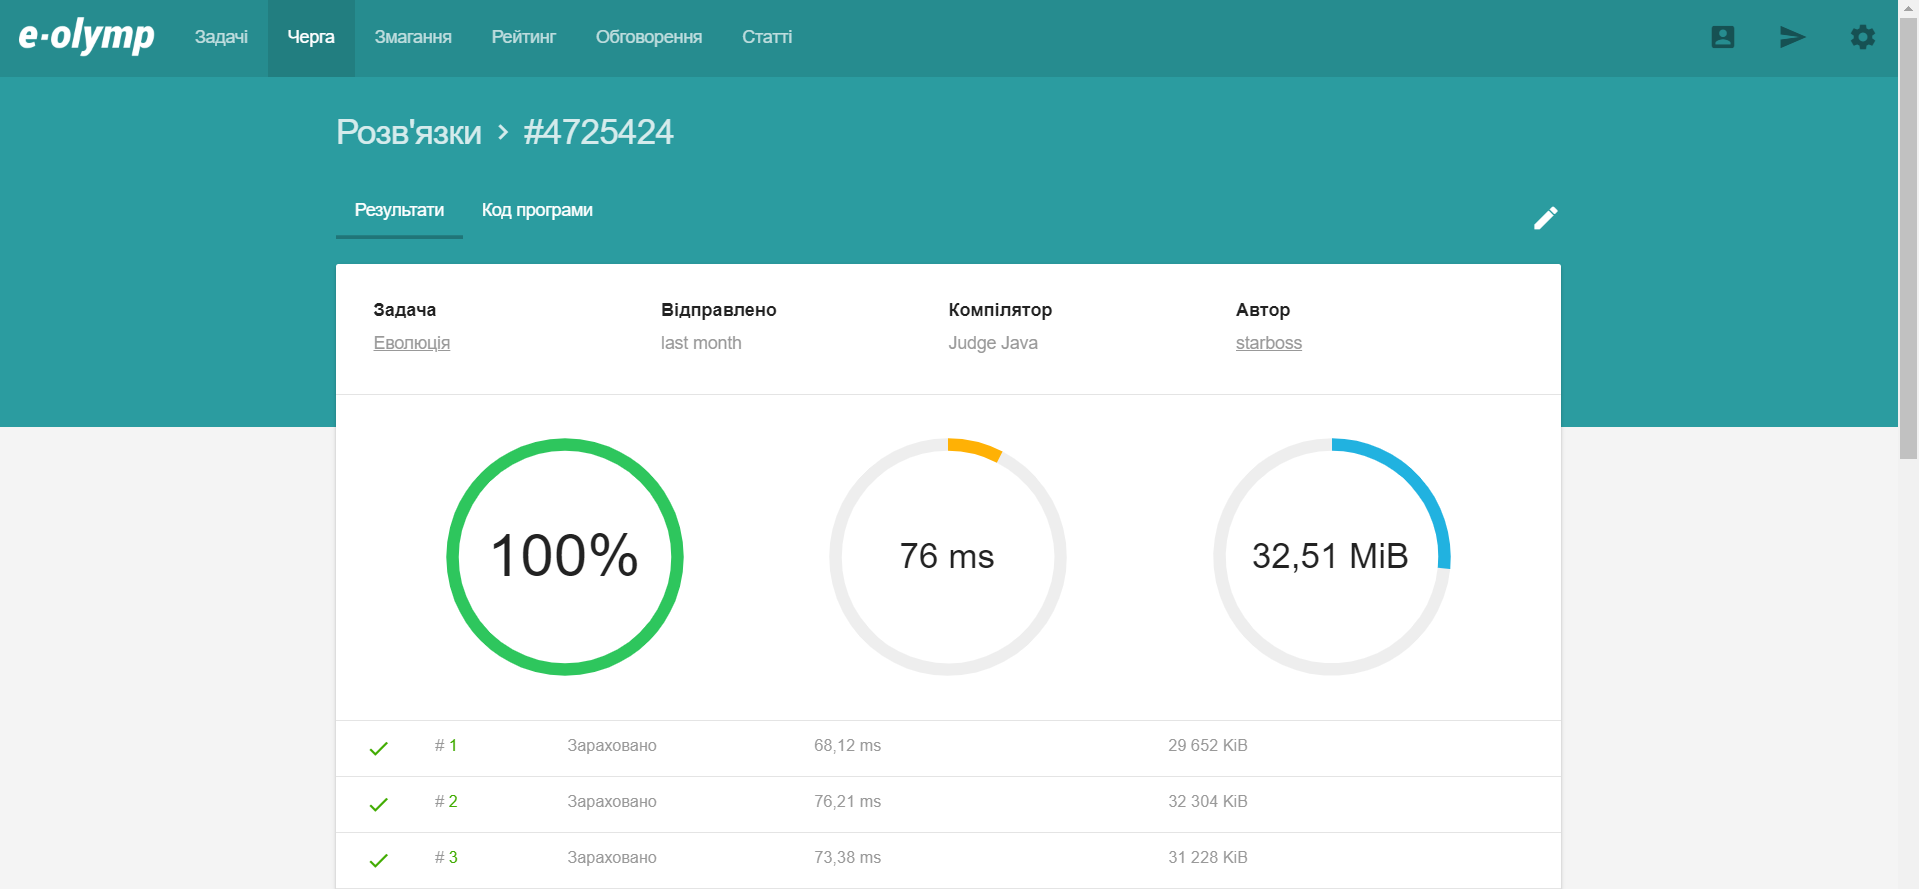 e-olymp Задачі Черга Змагання Рейтинг Обговорення Статті
Розв'язки › #4725424
Результати Код програми
Задача Відправлено Компілятор Автор
Еволюція last month Judge Java starboss
100% 76 ms 32,51 MiB
# 1 Зараховано 68,12 ms 29 652 KiB
# 2 Зараховано 76,21 ms 32 304 KiB
# 3 Зараховано 73,38 ms 31 228 KiB